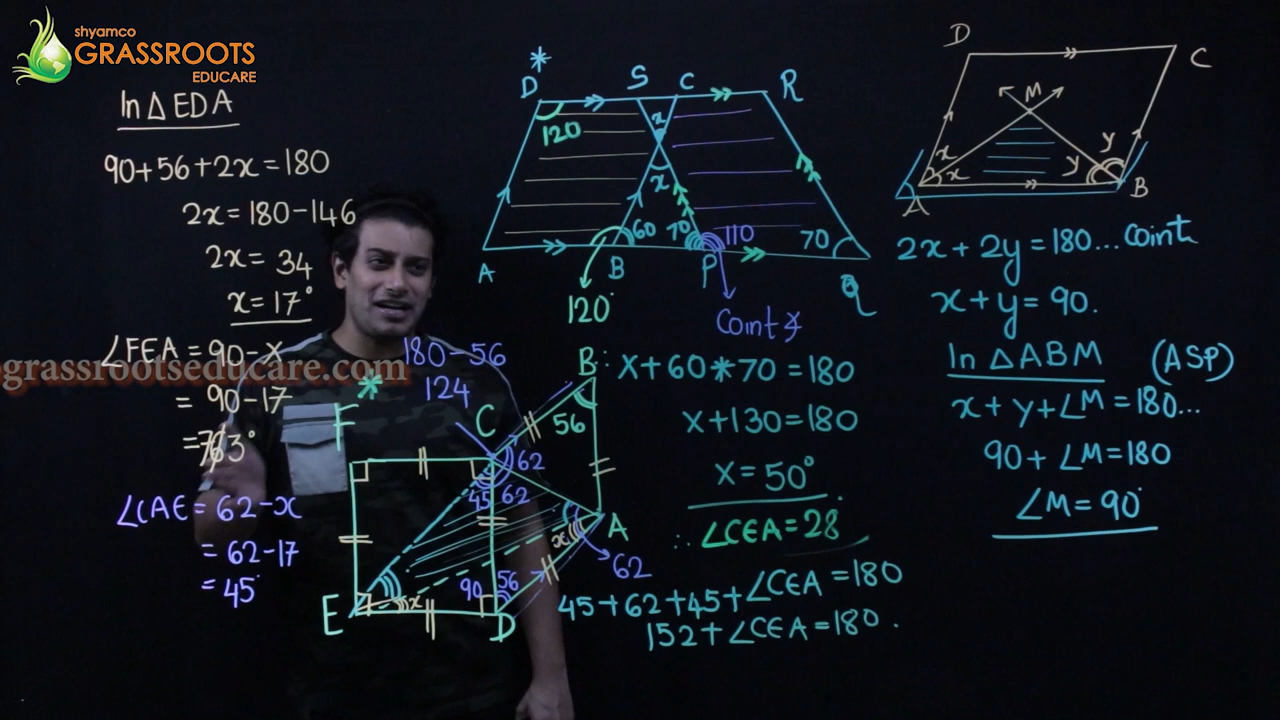 shyamco
GRASSROOTS
EDUCARE
In △ EDA
90+56+2x=180
2x=180-146
2x=34
x=17°
∠FEA = 90-x
= 90-17
∠CAE = 62-x
= 62-17
= 45°
grassrootseducare.com
*
D S C R
120
x
x
60 70 110 70
A B P Q
120°
Coint ∡
D C
M
x
x
y
y
A B
2x+2y=180...coint
x+y=90.
In △ ABM (ASP)
x+y+∠M=180...
90+∠M=180
∠M=90°
∴ x+60*70=180
x+130=180
x=50°
∴ ∠CEA=28
45+62+45+∠CEA=180
152+∠CEA=180.
180-56
124
*
F C B
56
62
45 62
A
x
62
90 56
x
E D